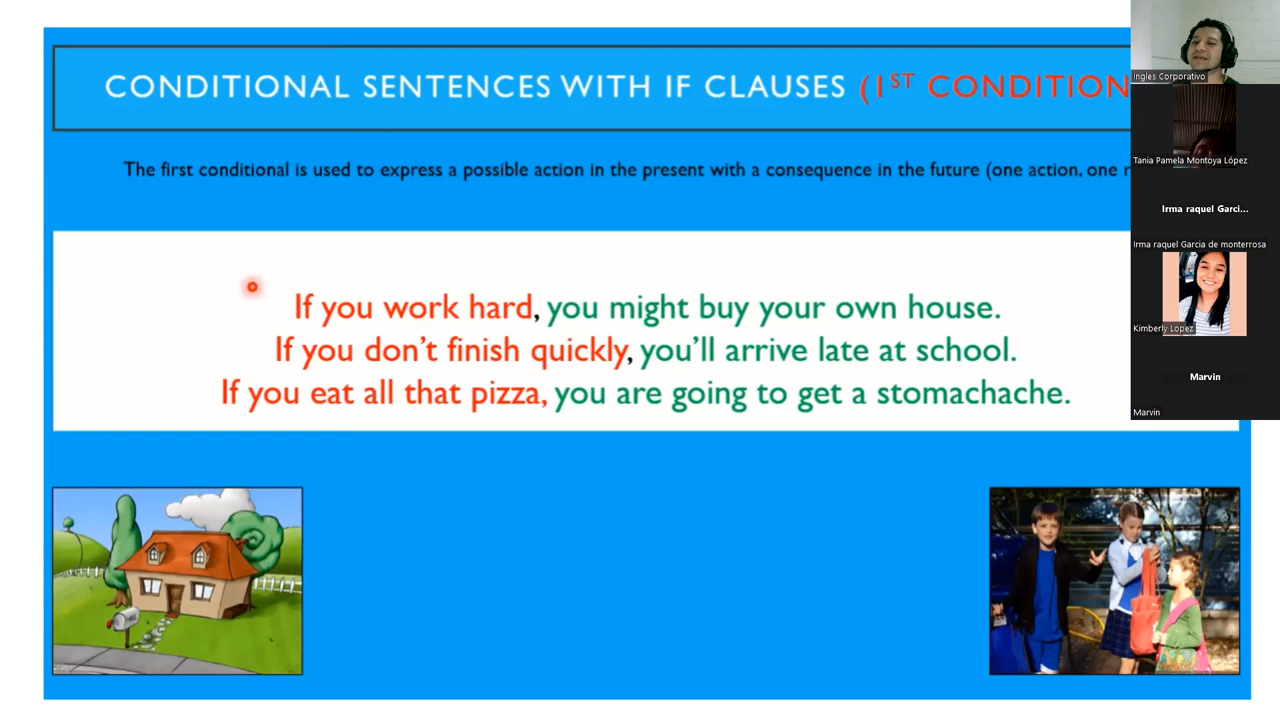 CONDITIONAL SENTENCES WITH IF CLAUSES (1ST CONDITION
The first conditional is used to express a possible action in the present with a consequence in the future (one action, one
If you work hard, you might buy your own house.
If you don't finish quickly, you'll arrive late at school.
If you eat all that pizza, you are going to get a stomachache.
Ingles Corporativo
Tania Pamela Montoya López
Irma raquel Garci...
Irma raquel Garcia de monterrosa
Kimberly Lopez
Marvin
Marvin